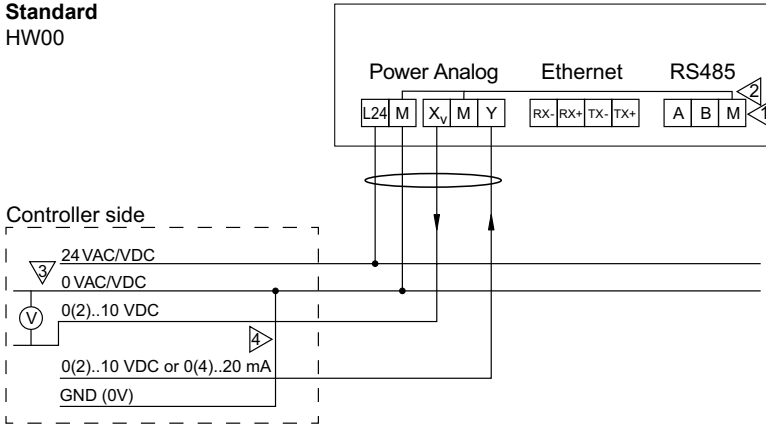 Standard
HW00
Power Analog Ethernet RS485
2
L24 M Xv M Y RX- RX+ TX- TX+ A B M 1
Controller side
3 24 VAC/VDC
0 VAC/VDC
V 0(2)..10 VDC
4
0(2)..10 VDC or 0(4)..20 mA
GND (0V)